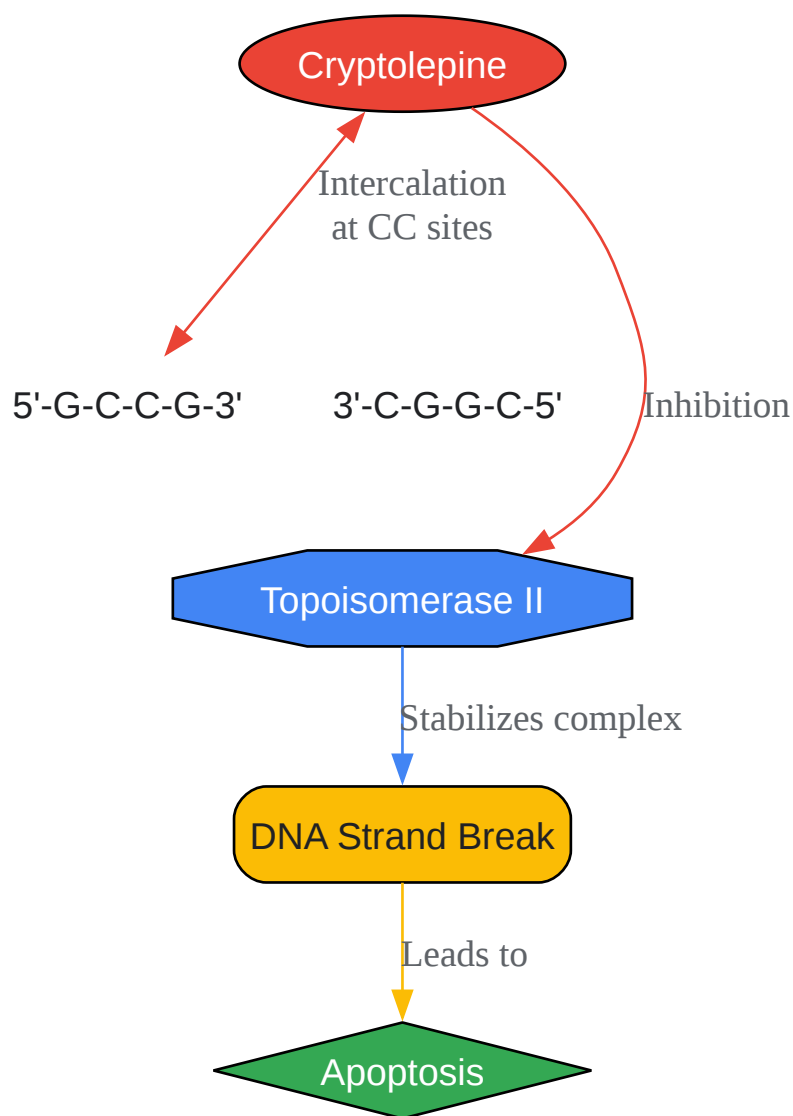 Cryptolepine
Intercalation
at CC sites
5'-G-C-C-G-3'
3'-C-G-G-C-5'
Inhibition
Topoisomerase II
Stabilizes complex
DNA Strand Break
Leads to
Apoptosis